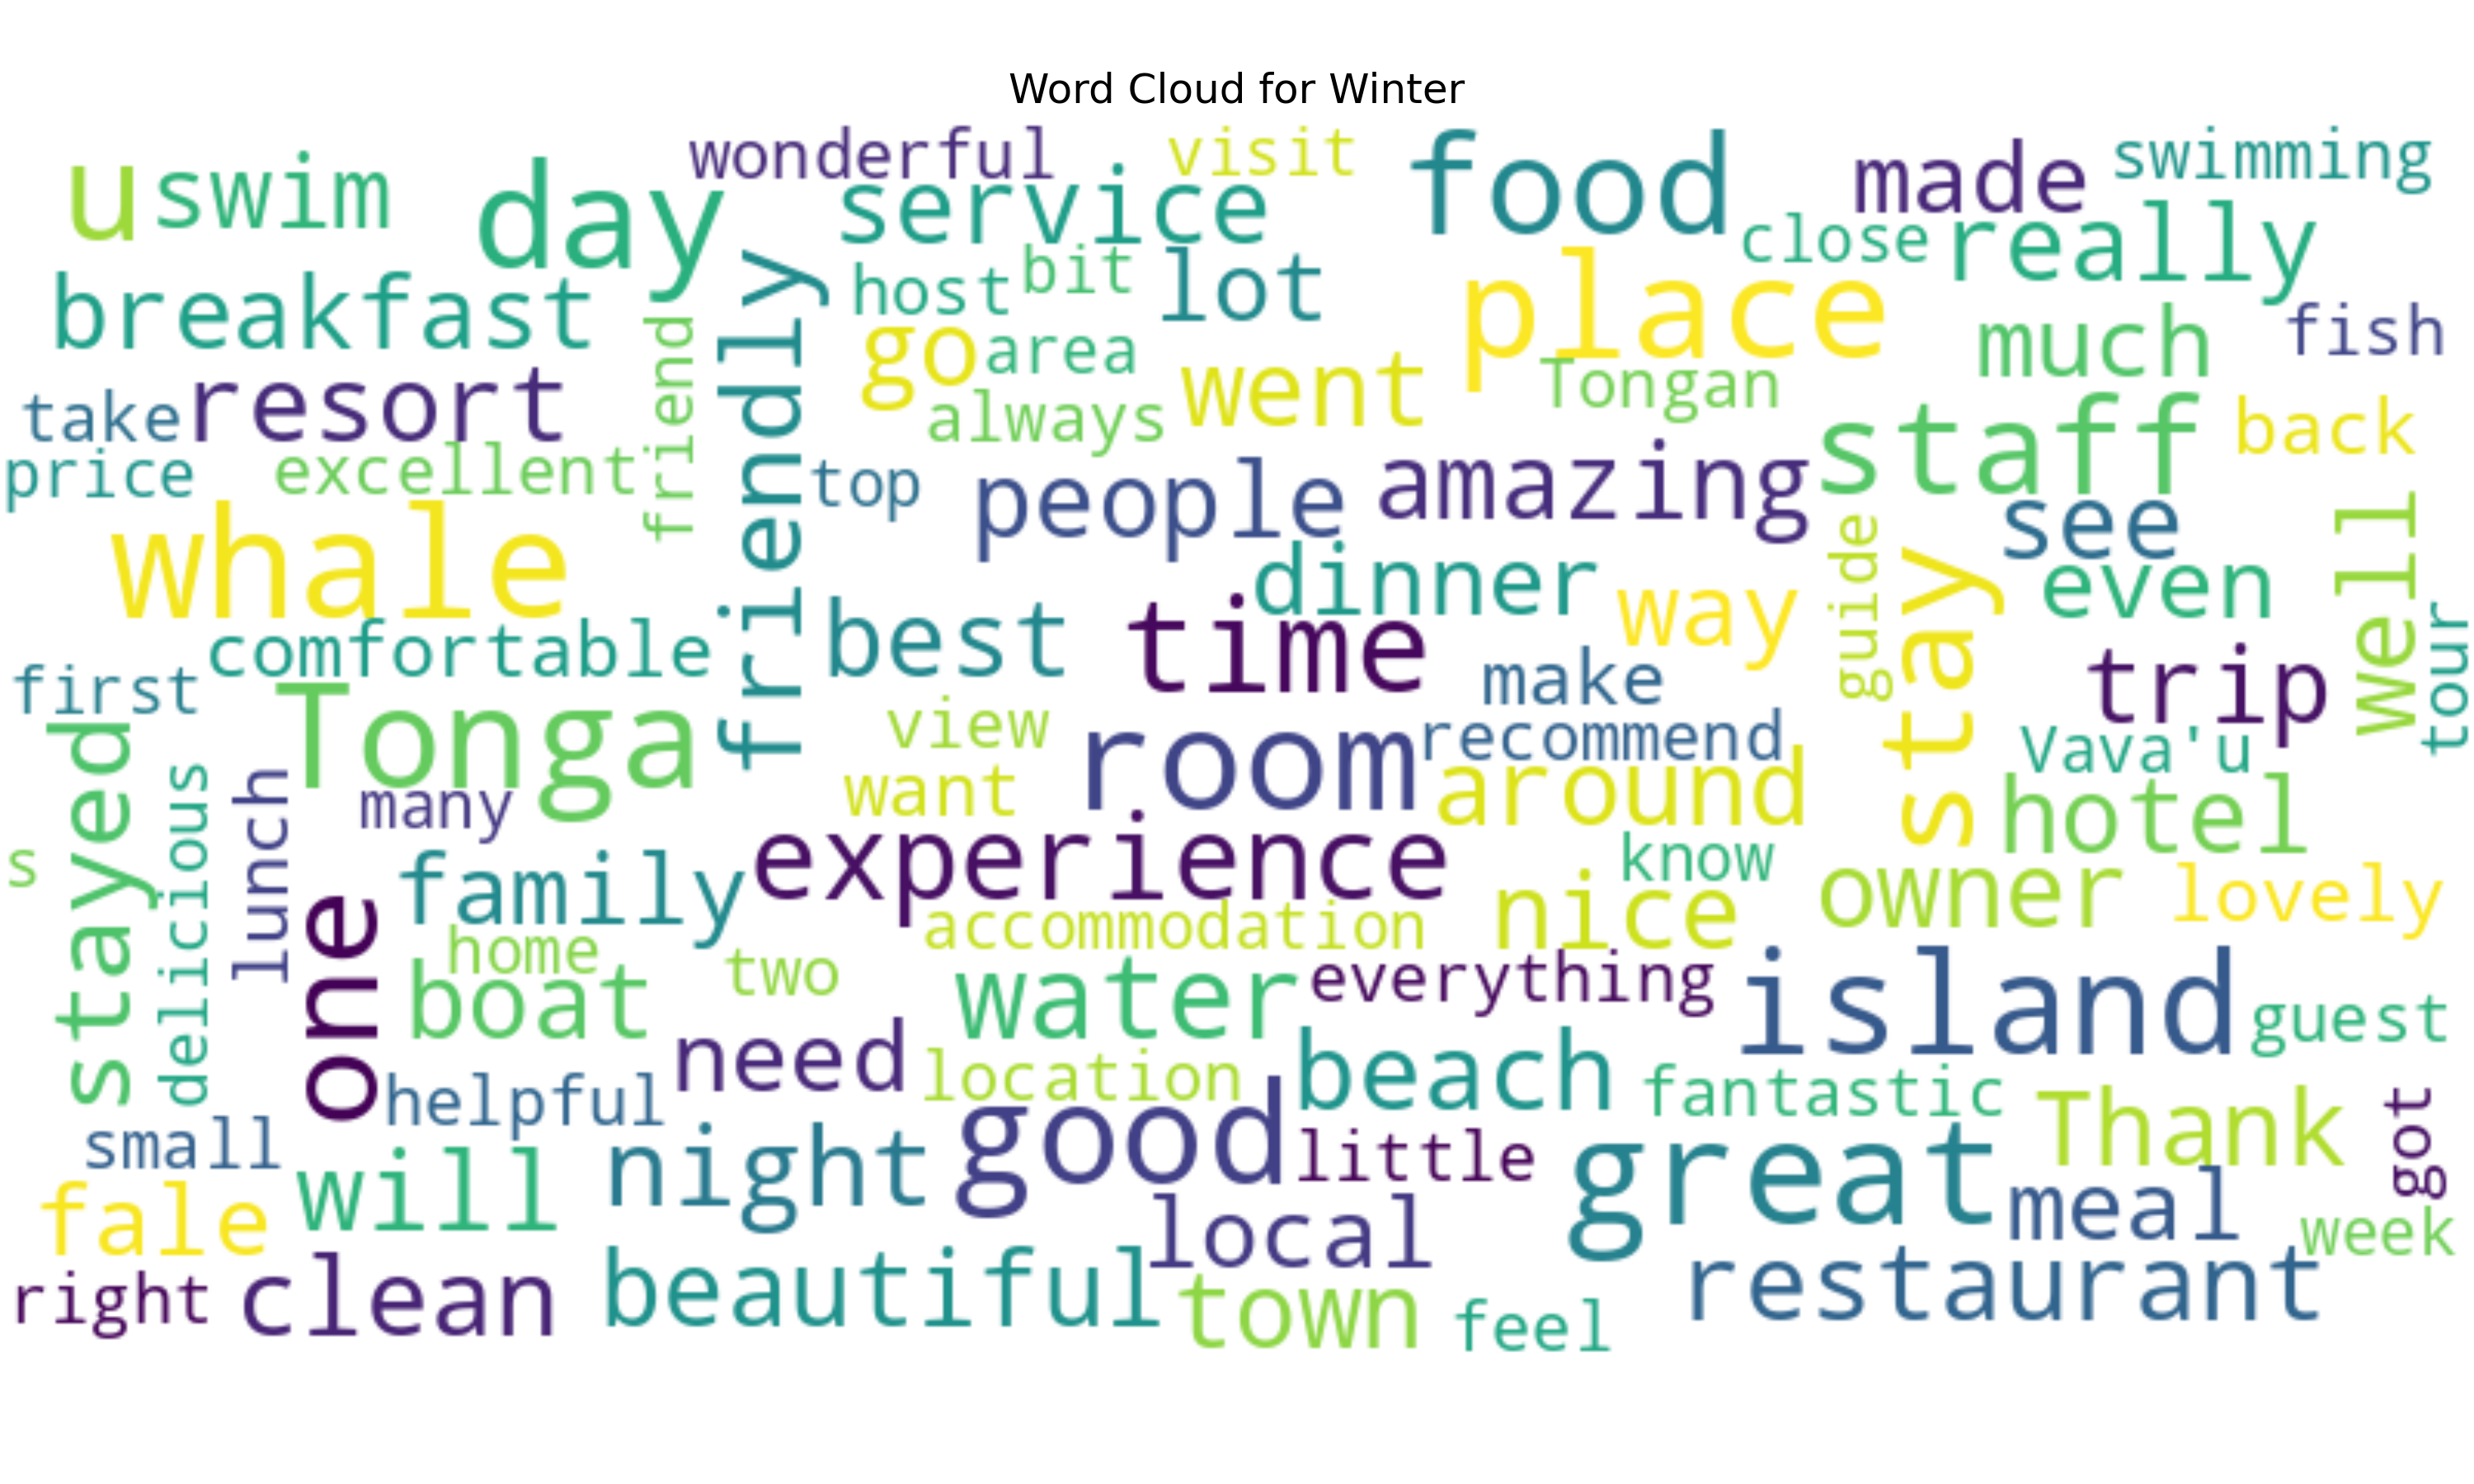 Word Cloud for Winter
wonderful visit food made swimming
u swim day service close really
breakfast host bit lot place much fish
friend friendly go area went Tongan
take resort always staff back
price excellent top people amazing see well
whale dinner way guide stay even tour
comfortable best time make trip
first Tonga view room recommend Vava'u
stayed delicious lunch many want around hotel
s one family experience know owner lovely
home accommodation nice
boat two water everything island guest
need location beach fantastic
helpful good Thank got
small will night little great meal
fale local week
right clean beautiful town feel restaurant